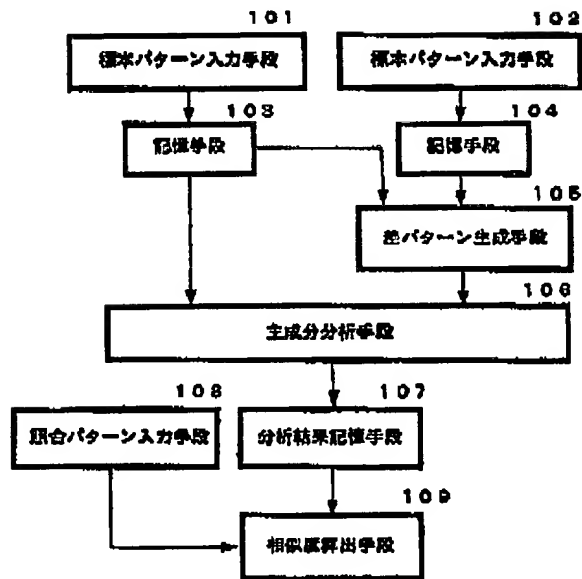 101
102
標本パターン入力手段
標本パターン入力手段
103
104
記憶手段
記憶手段
105
差パターン生成手段
106
主成分分析手段
108
107
照合パターン入力手段
分析結果記憶手段
109
相似度算出手段